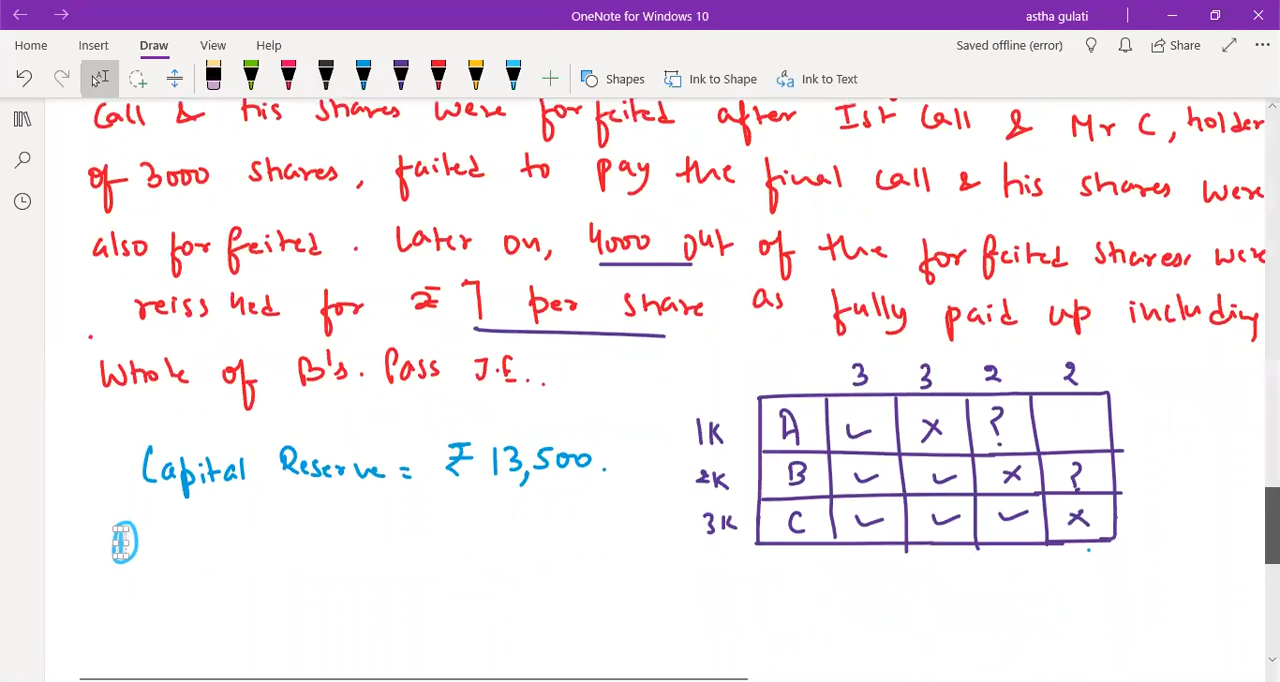 OneNote for Windows 10
astha gulati
Home Insert Draw View Help
Saved offline (error) Share
Shapes Ink to Shape Ink to Text
Call & his shares were forfeited after Ist Call & Mr C, holder
of 3000 shares, failed to pay the final call & his shares were
also forfeited. Later on, 4000 out of the forfeited shares, were
reissued for ₹ 7 per share as fully paid up including
whole of B's. Pass J.E..
3 3 2 2
1K A ✓ × ?
2K B ✓ ✓ × ?
3K C ✓ ✓ ✓ ×
Capital Reserve = ₹ 13,500.